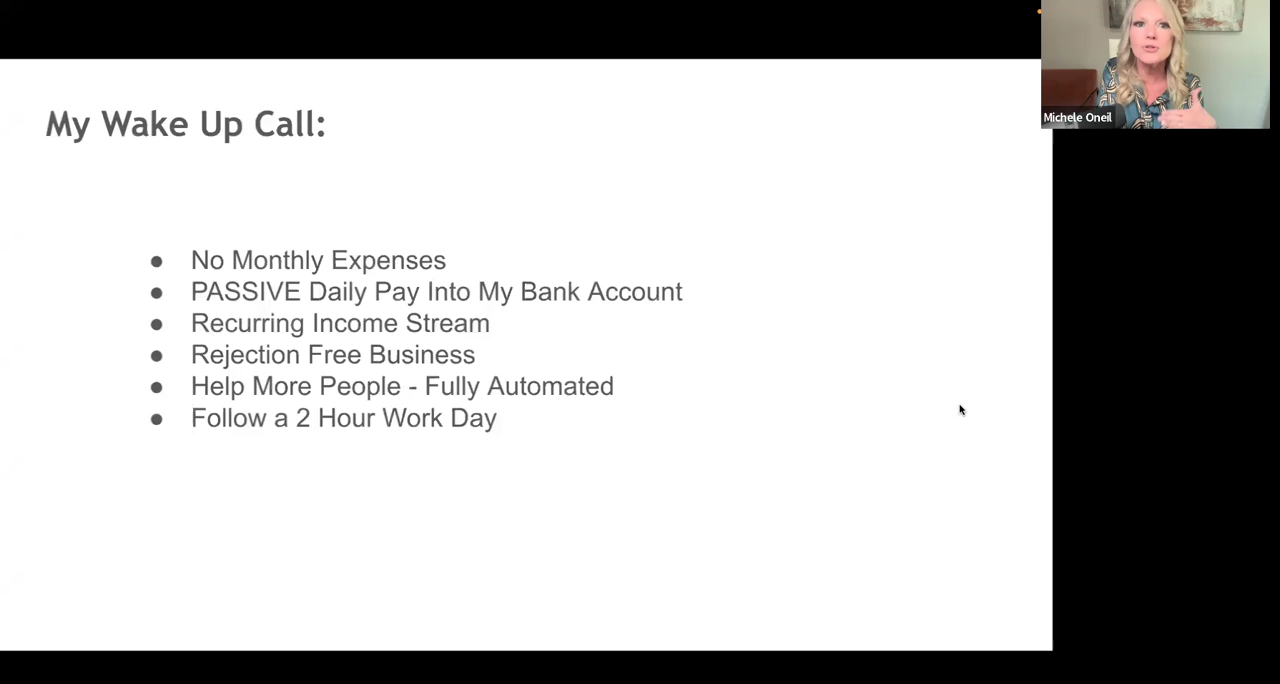 My Wake Up Call:
Michele Oneil
● No Monthly Expenses
● PASSIVE Daily Pay Into My Bank Account
● Recurring Income Stream
● Rejection Free Business
● Help More People - Fully Automated
● Follow a 2 Hour Work Day